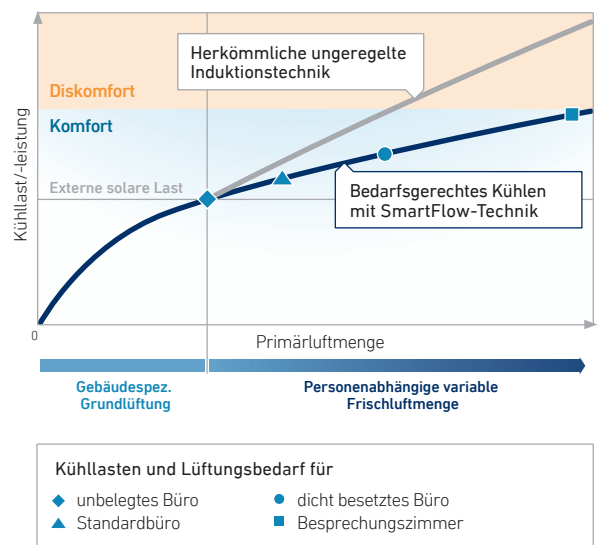 Herkömmliche ungeregelte
Induktionstechnik
Diskomfort
Komfort
Externe solare Last
Kühllast/-leistung
Bedarfsgerechtes Kühlen
mit SmartFlow-Technik
0
Primärluftmenge
Gebäudespez.
Grundlüftung
Personenabhängige variable
Frischluftmenge
Kühllasten und Lüftungsbedarf für
unbelegtes Büro
dicht besetztes Büro
Standardbüro
Besprechungszimmer